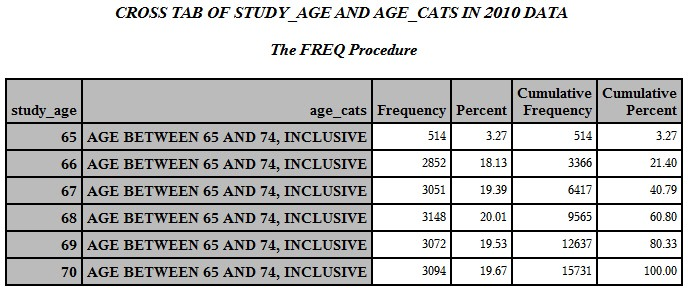 CROSS TAB OF STUDY_AGE AND AGE_CATS IN 2010 DATA
The FREQ Procedure
study_age age_cats Frequency Percent Cumulative Frequency Cumulative Percent
65 AGE BETWEEN 65 AND 74, INCLUSIVE 514 3.27 514 3.27
66 AGE BETWEEN 65 AND 74, INCLUSIVE 2852 18.13 3366 21.40
67 AGE BETWEEN 65 AND 74, INCLUSIVE 3051 19.39 6417 40.79
68 AGE BETWEEN 65 AND 74, INCLUSIVE 3148 20.01 9565 60.80
69 AGE BETWEEN 65 AND 74, INCLUSIVE 3072 19.53 12637 80.33
70 AGE BETWEEN 65 AND 74, INCLUSIVE 3094 19.67 15731 100.00